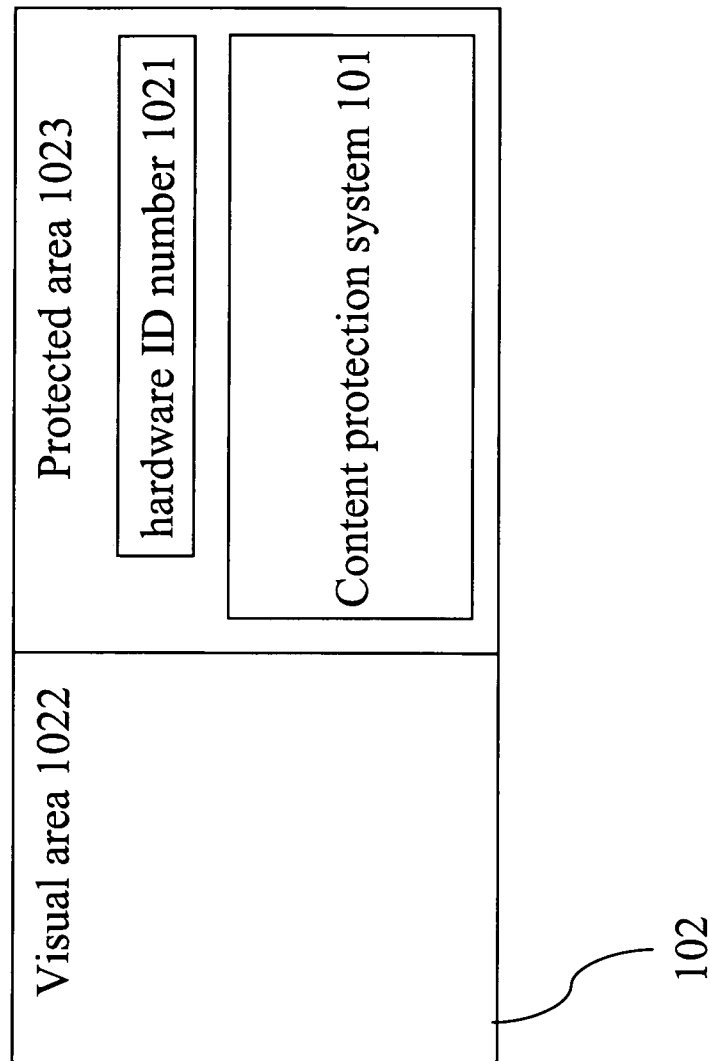 Visual area 1022
Protected area 1023
hardware ID number 1021
Content protection system 101
102